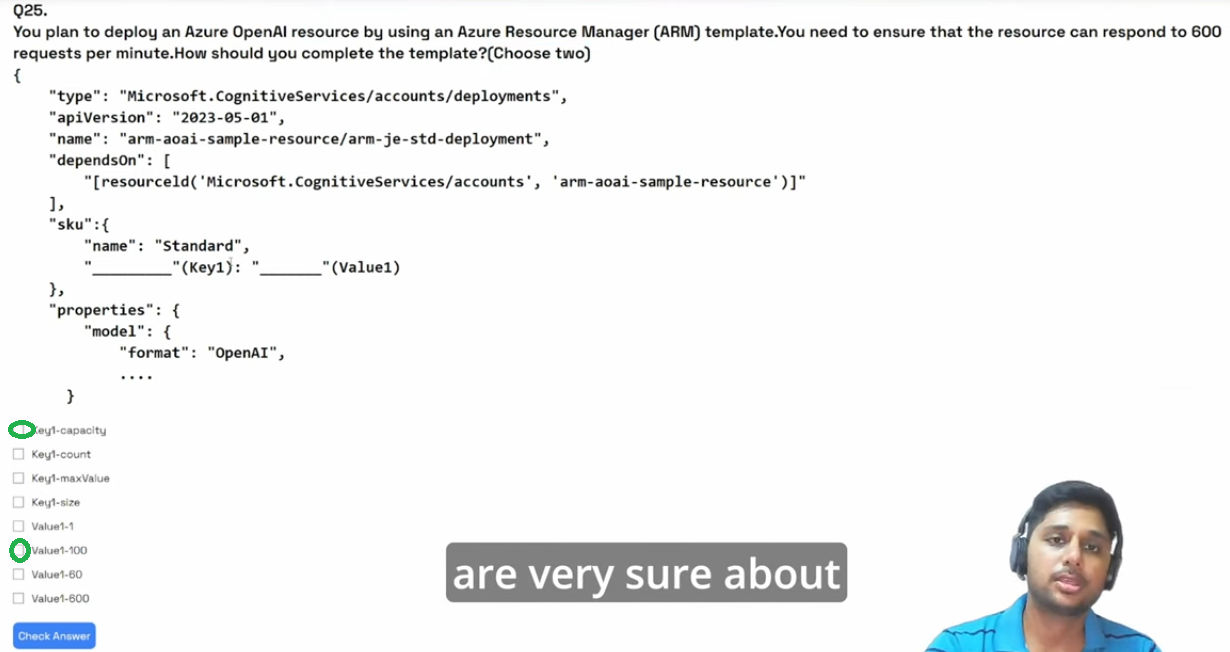 Q25.
You plan to deploy an Azure OpenAI resource by using an Azure Resource Manager (ARM) template.You need to ensure that the resource can respond to 600
requests per minute.How should you complete the template?(Choose two)
{
"type": "Microsoft.CognitiveServices/accounts/deployments",
"apiVersion": "2023-05-01",
"name": "arm-aoai-sample-resource/arm-je-std-deployment",
"dependsOn": [
"[resourceld('Microsoft.CognitiveServices/accounts', 'arm-aoai-sample-resource')]"
],
"sku":{
"name": "Standard",
"_________"(Key1): "_______"(Value1)
},
"properties": {
"model": {
"format": "OpenAI",
....
}
Key1-capacity
Key1-count
Key1-maxValue
Key1-size
Value1-1
Value1-100
Value1-60
Value1-600
Check Answer
are very sure about